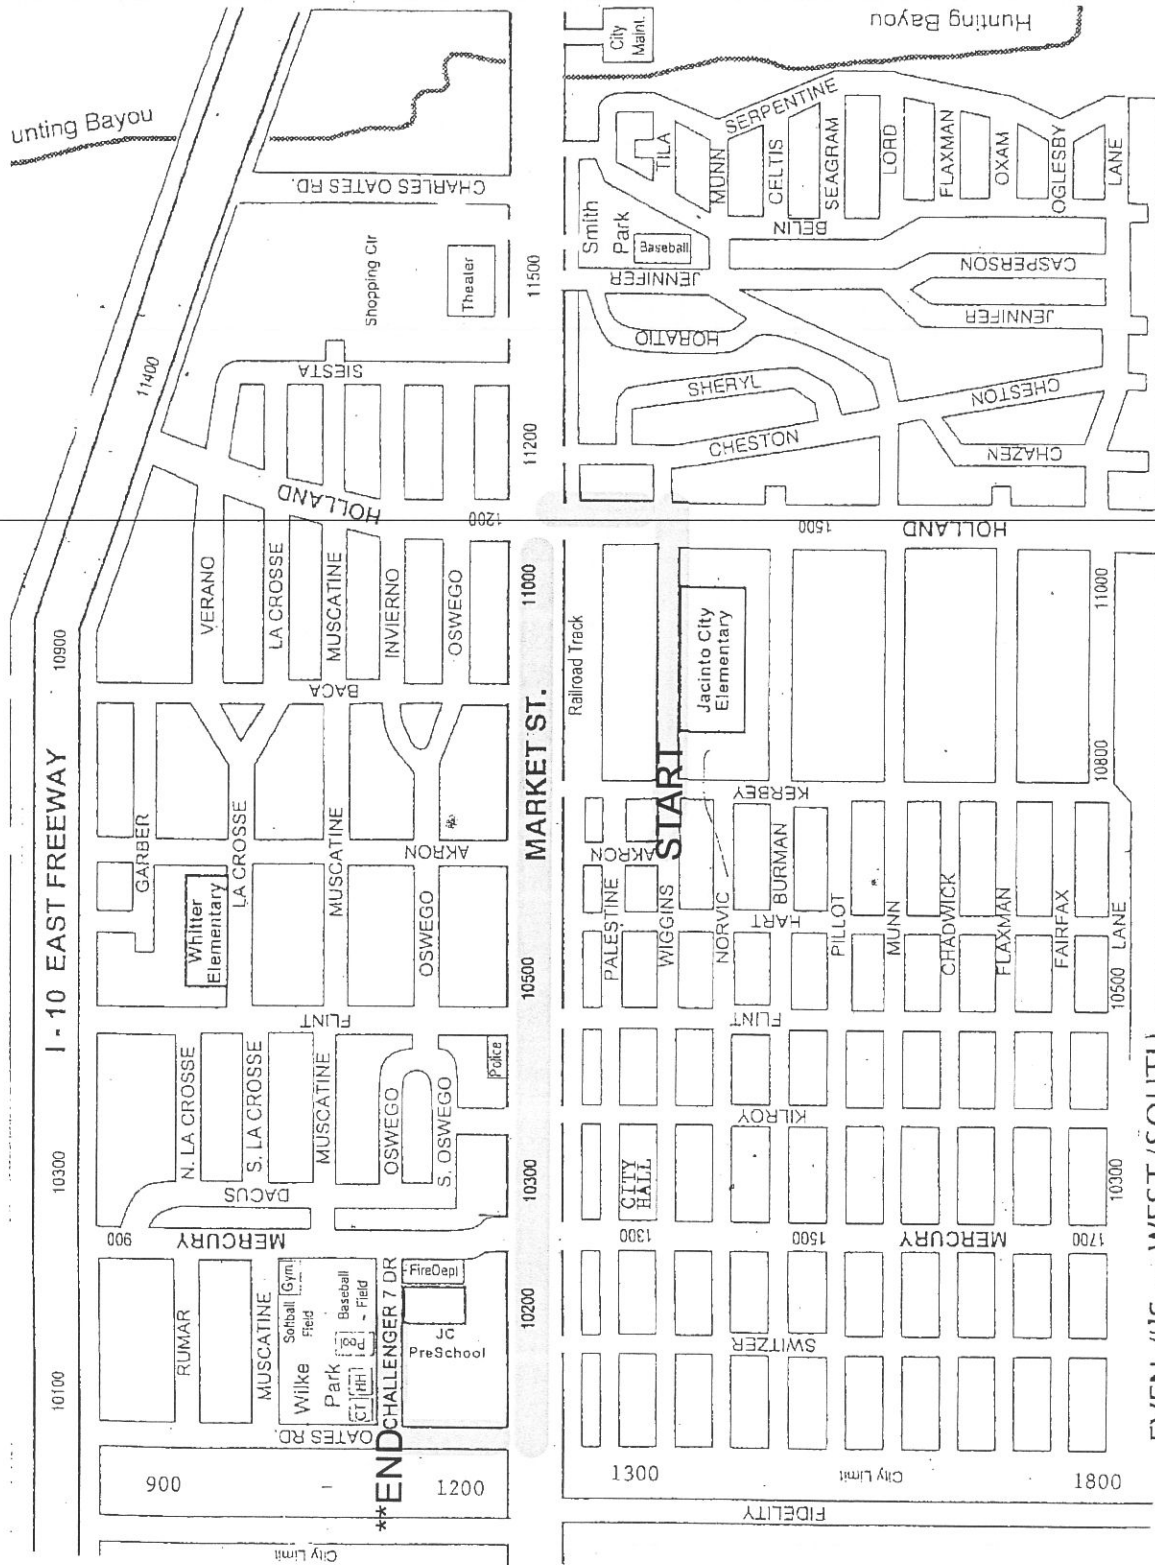 unting Bayou
Hunting Bayou
City
Maint.
I - 10 EAST FREEWAY
10100
10300
10900
11400
CHARLES OATES RD.
Shopping Ctr
Theater
SIESTA
HOLLAND
1200
VERANO
LA CROSSE
MUSCATINE
INVIERNO
OSWEGO
BACA
GARBER
LA CROSSE
MUSCATINE
AKRON
OSWEGO
Whitter
Elementary
FLINT
N. LA CROSSE
S. LA CROSSE
MUSCATINE
OSWEGO
S. OSWEGO
Police
DACUS
MERCURY
900
RUMAR
MUSCATINE
Softball
Field
Gym
Wilke
Park
Baseball
Field
CT
HH
CHALLENGER 7 DR
FireDept
JC
PreSchool
OATES RD.
**END
900
-
1200
City Limit
MARKET ST.
10200
10300
10500
11000
11200
11500
Railroad Track
START
Jacinto City
Elementary
Smith
Park
Baseball
TILA
MUNN
CELTIS
SEAGRAM
LORD
FLAXMAN
OXAM
OGLESBY
LANE
SERPENTINE
BELIN
CASPERSON
JENNIFER
JENNIFER
HORATIO
SHERYL
CHESTON
CHESTON
CHAZEN
HOLLAND
1500
KERBEY
AKRON
PALESTINE
WIGGINS
NORVIC
BURMAN
HART
PILLOT
MUNN
CHADWICK
FLAXMAN
FAIRFAX
LANE
10300
10500
10800
11000
FLINT
KILROY
CITY
HALL
1300
1500
MERCURY
1700
SWITZER
1300
City Limit
1800
FIDELITY